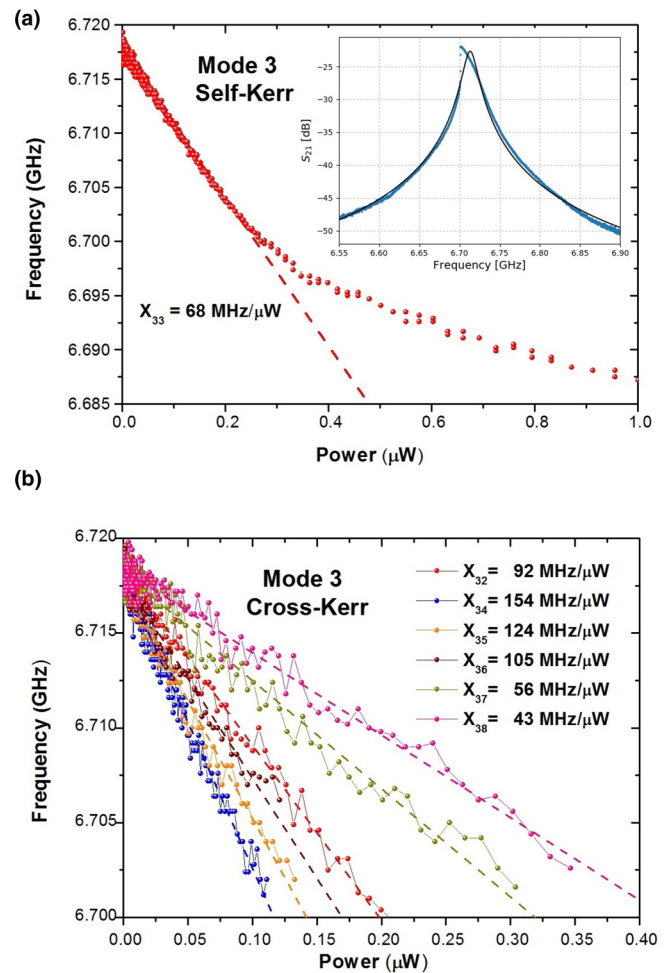 (a)
6.720
6.715
6.710
6.705
6.700
6.695
6.690
6.685
Frequency (GHz)
Mode 3
Self-Kerr
X33 = 68 MHz/μW
−25
−30
−35
−40
−45
−50
S21 [dB]
6.55 6.60 6.65 6.70 6.75 6.80 6.85 6.90
Frequency [GHz]
0.0 0.2 0.4 0.6 0.8 1.0
Power (μW)
(b)
6.720
6.715
6.710
6.705
6.700
Frequency (GHz)
Mode 3
Cross-Kerr
X32 = 92 MHz/μW
X34 = 154 MHz/μW
X35 = 124 MHz/μW
X36 = 105 MHz/μW
X37 = 56 MHz/μW
X38 = 43 MHz/μW
0.00 0.05 0.10 0.15 0.20 0.25 0.30 0.35 0.40
Power (μW)